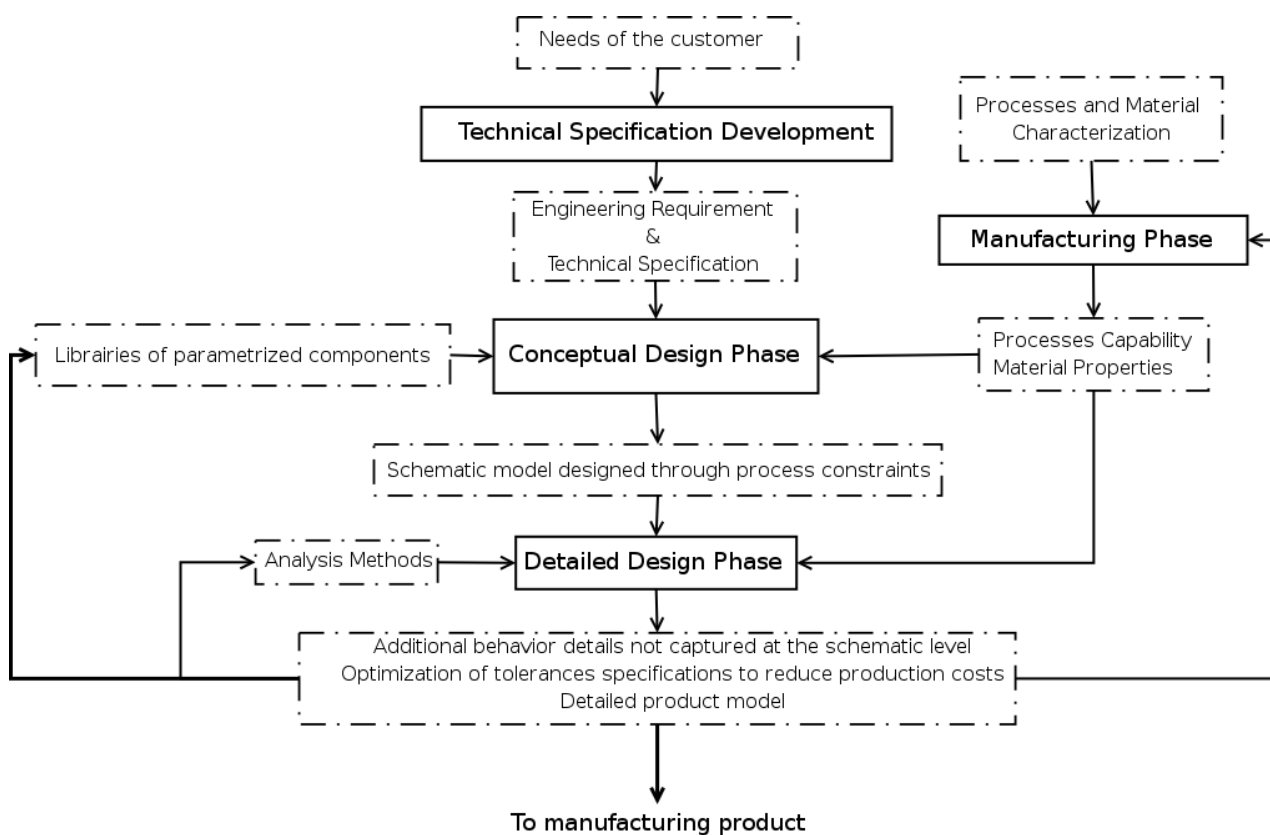 Needs of the customer
Technical Specification Development
Processes and Material
Characterization
Engineering Requirement
&
Technical Specification
Manufacturing Phase
Librairies of parametrized components
Conceptual Design Phase
Processes Capability
Material Properties
Schematic model designed through process constraints
Analysis Methods
Detailed Design Phase
Additional behavior details not captured at the schematic level
Optimization of tolerances specifications to reduce production costs
Detailed product model
To manufacturing product